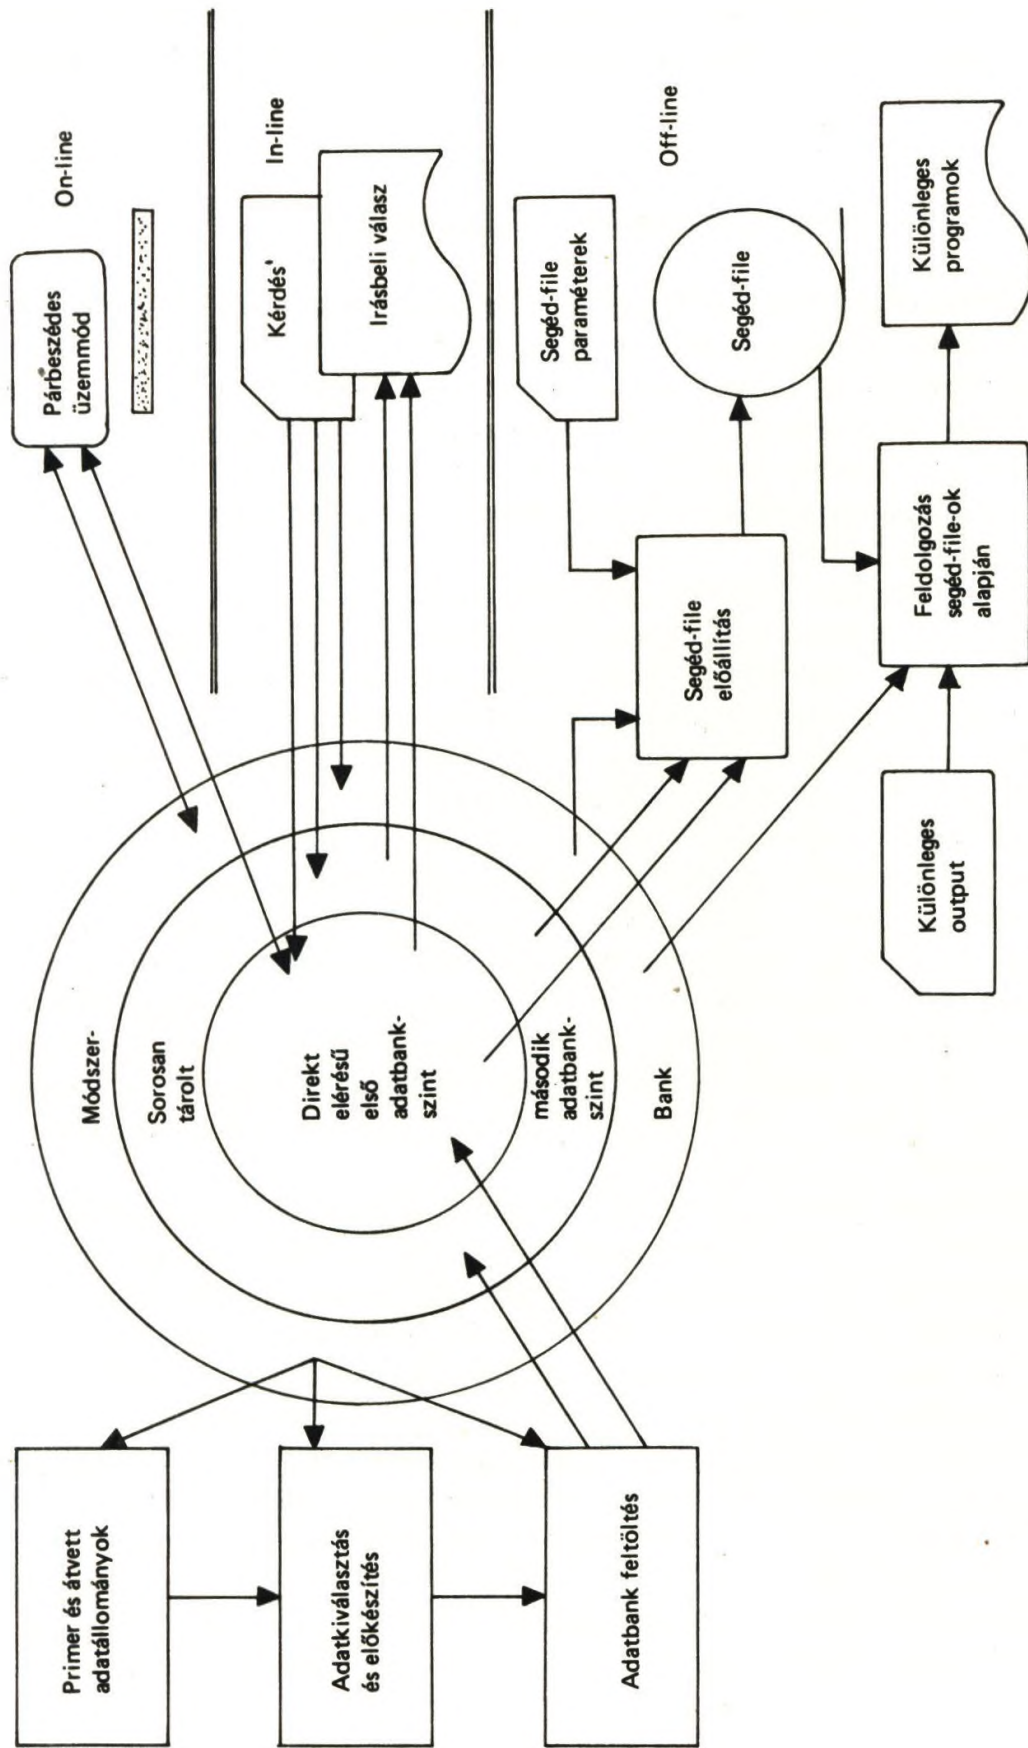 Primer és átvett
adatállományok
Adatkiválasztás
és előkészítés
Adatbank feltöltés
Módszer-
Sorosan
tárolt
Direkt
elérésű
első
adatbank-
szint
második
adatbank-
szint
Bank
On-line
Párbeszédes
üzemmód
In-line
Kérdés'
Irásbeli válasz
Off-line
Segéd-file
paraméterek
Segéd-file
Segéd-file
előállítás
Különleges
programok
Feldolgozás
segéd-file-ok
alapján
Különleges
output